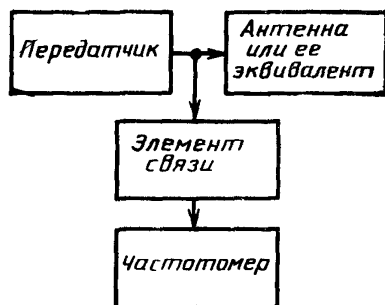 Передатчик
Антенна
или ее
эквивалент
Элемент
связи
Частотомер